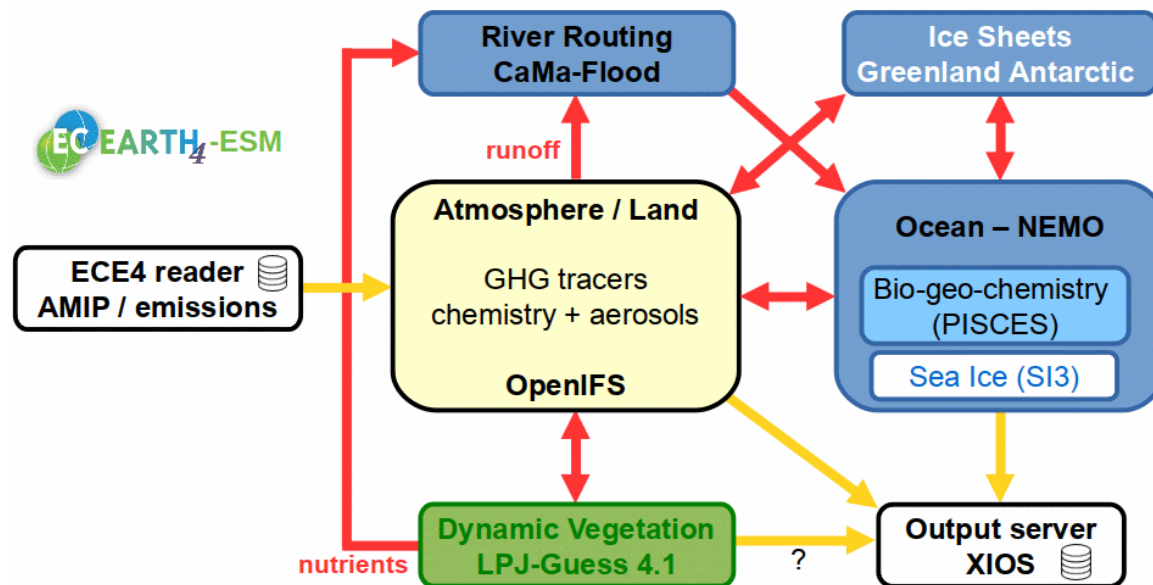 River Routing
CaMa-Flood
Ice Sheets
Greenland Antarctic
EC EARTH4-ESM
runoff
Atmosphere / Land
GHG tracers
chemistry + aerosols
OpenIFS
Ocean – NEMO
Bio-geo-chemistry
(PISCES)
Sea Ice (SI3)
ECE4 reader
AMIP / emissions
Dynamic Vegetation
LPJ-Guess 4.1
nutrients
?
Output server
XIOS